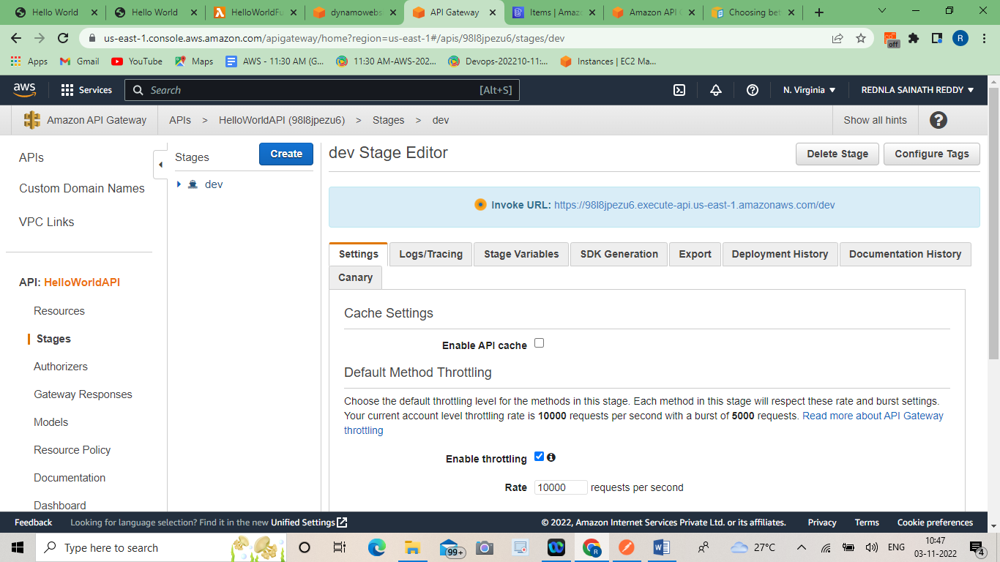 Hello World
Hello World
HelloWorldFu
dynamowebs
API Gateway
Items | Amaz
Amazon API G
Choosing bet
us-east-1.console.aws.amazon.com/apigateway/home?region=us-east-1#/apis/98l8jpezu6/stages/dev
off
R
Apps
Gmail
YouTube
Maps
AWS - 11:30 AM (G...
11:30 AM-AWS-202...
Devops-202210-11:...
Instances | EC2 Ma...
aws
Services
Search
[Alt+S]
N. Virginia
REDNLA SAINATH REDDY
Amazon API Gateway
APIs > HelloWorldAPI (98l8jpezu6) > Stages > dev
Show all hints
?
APIs
Custom Domain Names
VPC Links
API: HelloWorldAPI
Resources
Stages
Authorizers
Gateway Responses
Models
Resource Policy
Documentation
Dashboard
Stages
Create
dev
dev Stage Editor
Delete Stage
Configure Tags
Invoke URL: https://98l8jpezu6.execute-api.us-east-1.amazonaws.com/dev
Settings
Logs/Tracing
Stage Variables
SDK Generation
Export
Deployment History
Documentation History
Canary
Cache Settings
Enable API cache
Default Method Throttling
Choose the default throttling level for the methods in this stage. Each method in this stage will respect these rate and burst settings.
Your current account level throttling rate is 10000 requests per second with a burst of 5000 requests. Read more about API Gateway
throttling
Enable throttling
Rate 10000 requests per second
Feedback
Looking for language selection? Find it in the new Unified Settings
© 2022, Amazon Internet Services Private Ltd. or its affiliates.
Privacy
Terms
Cookie preferences
Type here to search
99+
R
27°C
ENG
10:47
03-11-2022
4